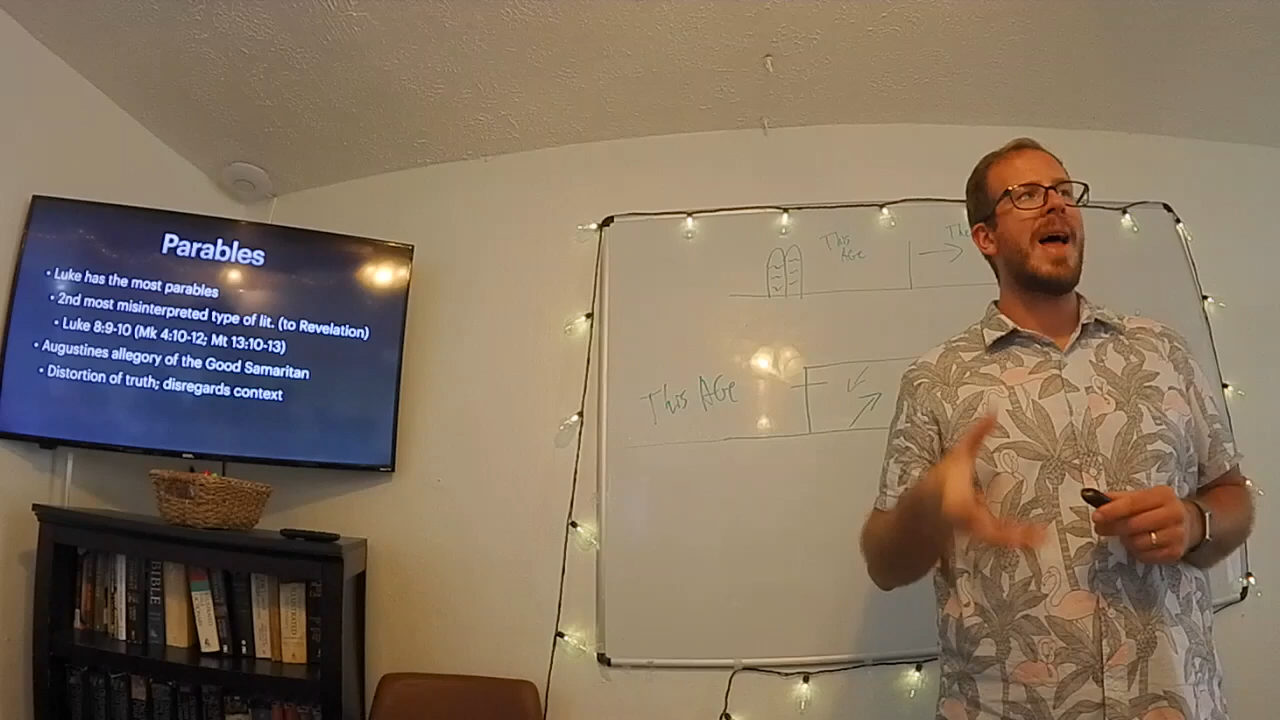 Parables
• Luke has the most parables
• 2nd most misinterpreted type of lit. (to Revelation)
• Luke 8:9-10 (Mk 4:10-12; Mt 13:10-13)
• Augustines allegory of the Good Samaritan
• Distortion of truth; disregards context
This
AGe
The
This AGe
BIBLE